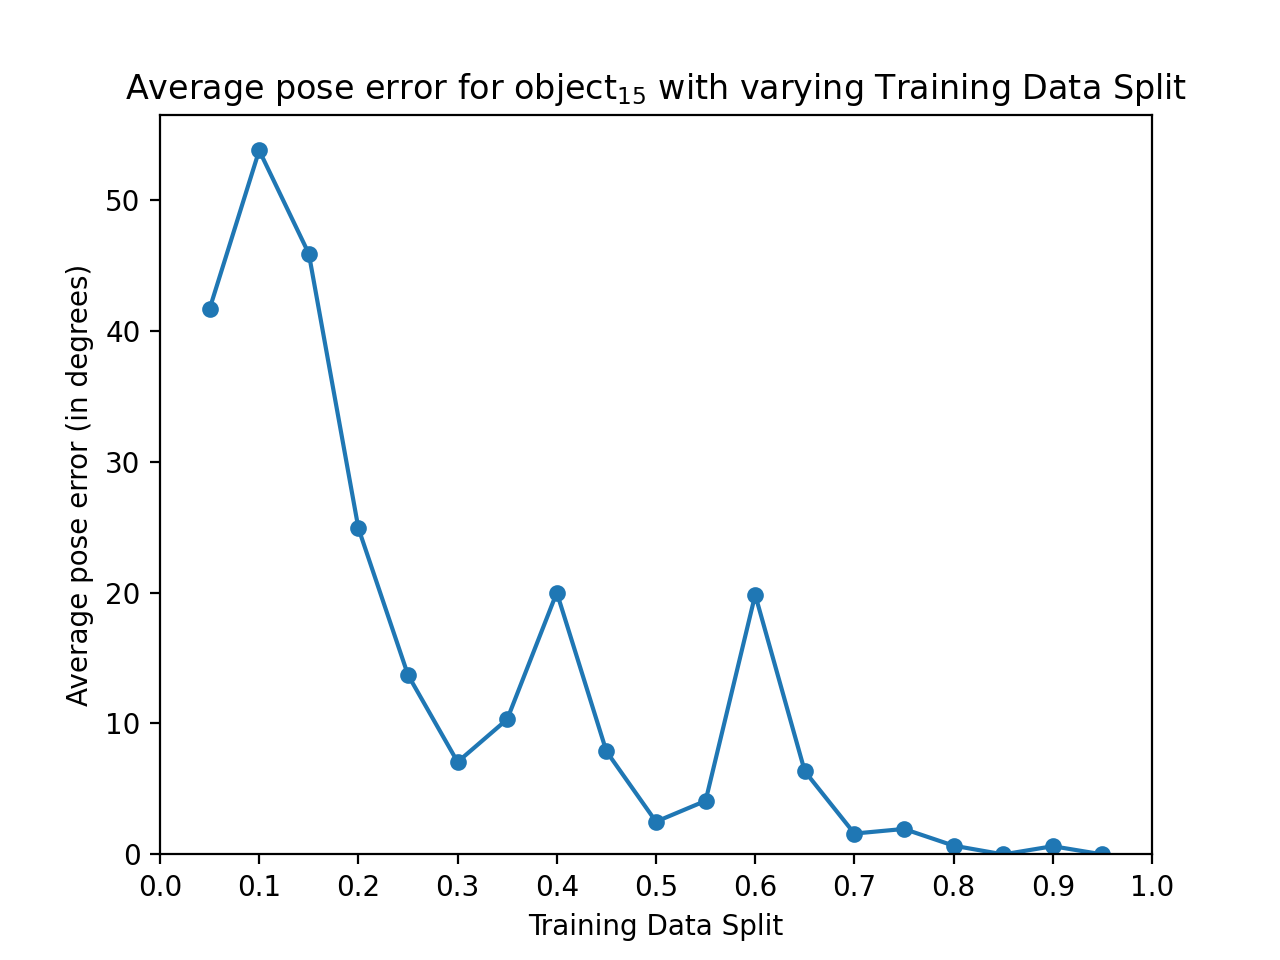 Average pose error for object₁₅ with varying Training Data Split
Average pose error (in degrees)
50
40
30
20
10
0
0.0 0.1 0.2 0.3 0.4 0.5 0.6 0.7 0.8 0.9 1.0
Training Data Split